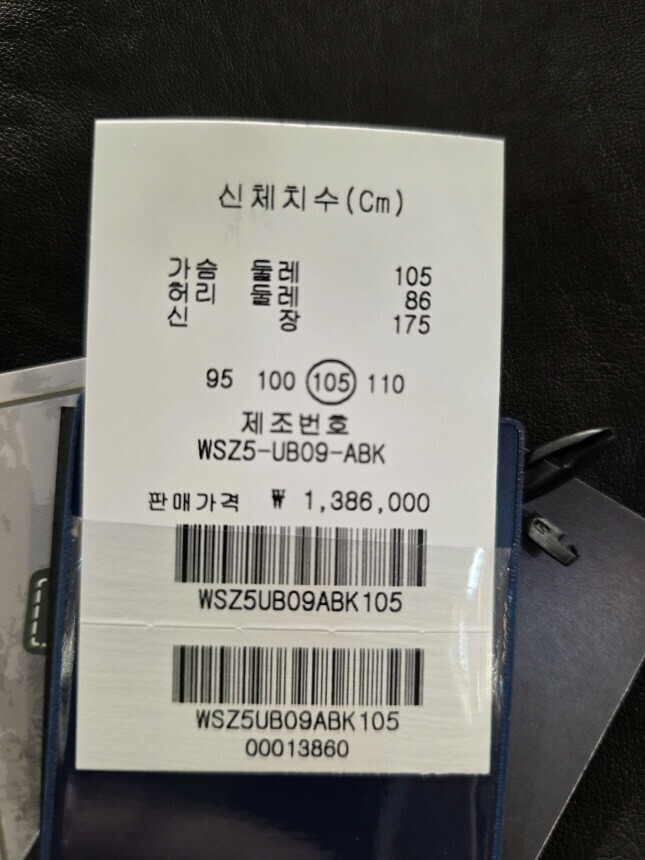 신체치수(Cm)
가슴 둘레 105
허리 둘레 86
신 장 175
95 100 105 110
제조번호
WSZ5-UB09-ABK
판매가격 ₩ 1,386,000
WSZ5UB09ABK105
WSZ5UB09ABK105
00013860